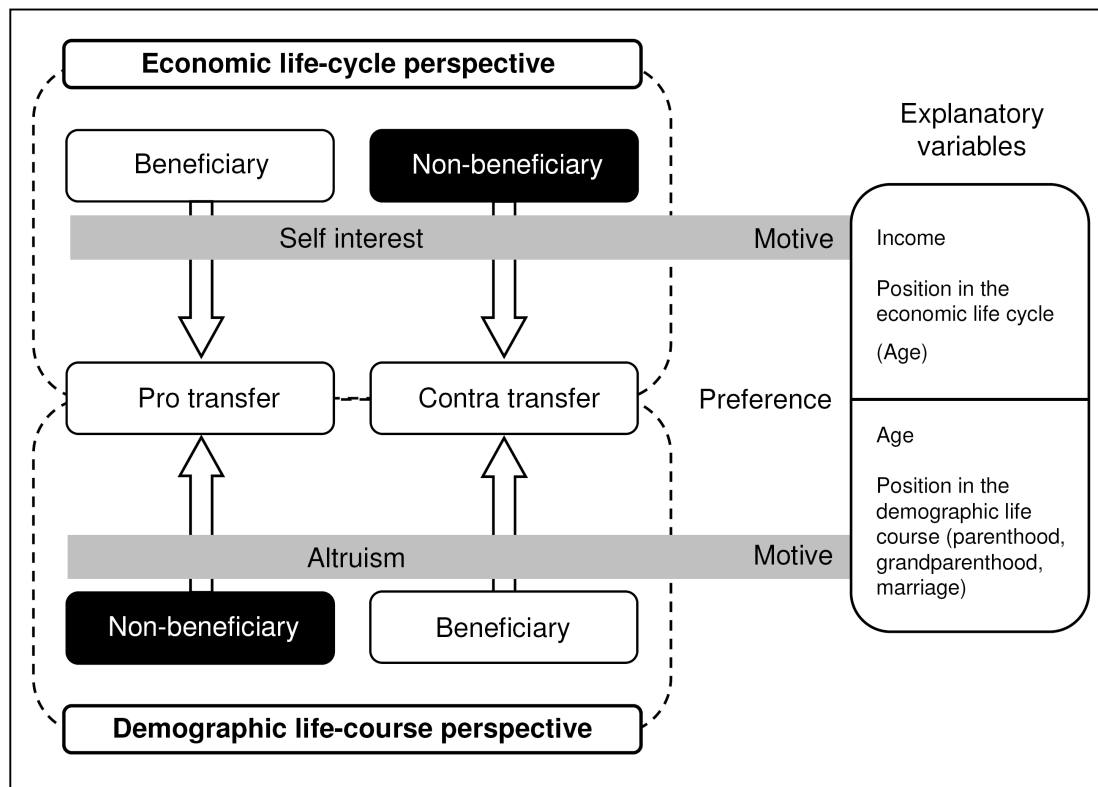 Economic life-cycle perspective
Beneficiary
Non-beneficiary
Self interest
Motive
Pro transfer
Contra transfer
Preference
Altruism
Motive
Non-beneficiary
Beneficiary
Demographic life-course perspective
Explanatory
variables
Income
Position in the
economic life cycle
(Age)
Age
Position in the
demographic life
course (parenthood,
grandparenthood,
marriage)